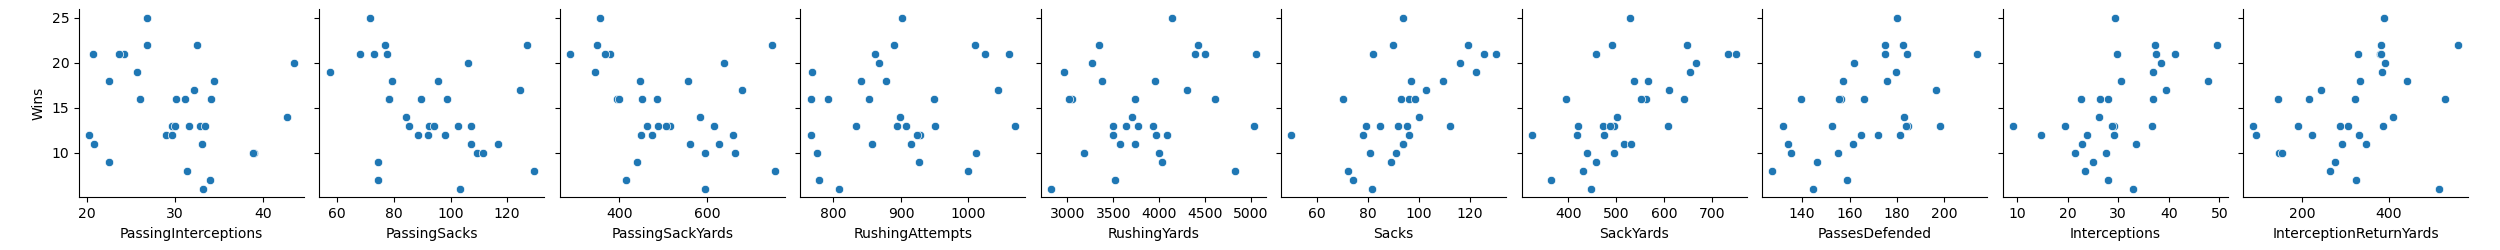 Wins
25
20
15
10
20 30 40
60 80 100 120
400 600
800 900 1000
3000 3500 4000 4500 5000
60 80 100 120
400 500 600 700
140 160 180 200
10 20 30 40 50
200 400
PassingInterceptions
PassingSacks
PassingSackYards
RushingAttempts
RushingYards
Sacks
SackYards
PassesDefended
Interceptions
InterceptionReturnYards